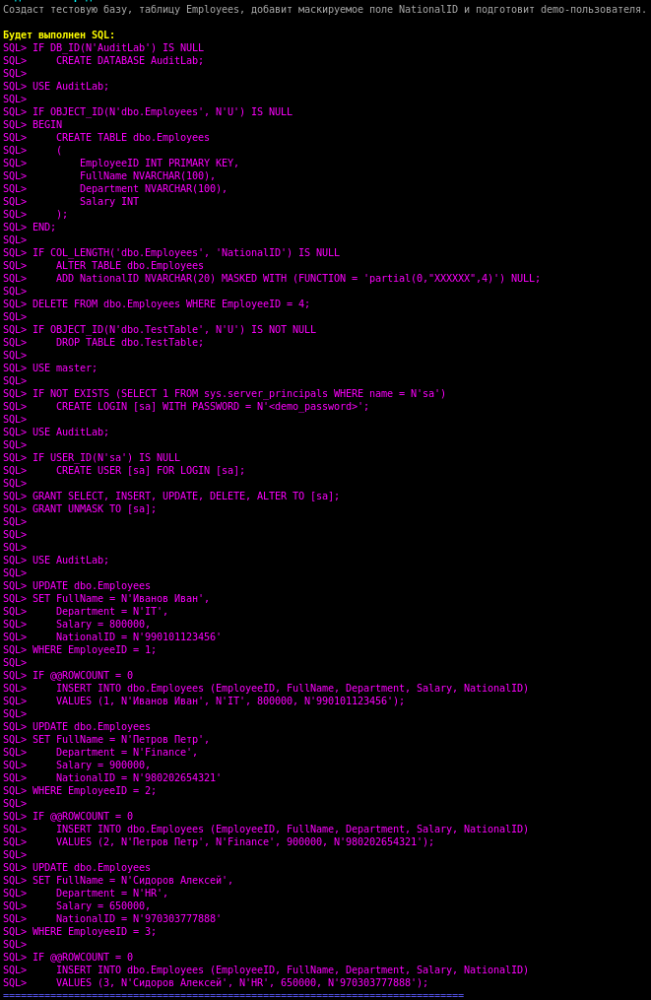 Создаст тестовую базу, таблицу Employees, добавит маскируемое поле NationalID и подготовит demo-пользователя.
Будет выполнен SQL:
SQL> IF DB_ID(N'AuditLab') IS NULL
SQL>     CREATE DATABASE AuditLab;
SQL>
SQL> USE AuditLab;
SQL>
SQL> IF OBJECT_ID(N'dbo.Employees', N'U') IS NULL
SQL> BEGIN
SQL>     CREATE TABLE dbo.Employees
SQL>     (
SQL>         EmployeeID INT PRIMARY KEY,
SQL>         FullName NVARCHAR(100),
SQL>         Department NVARCHAR(100),
SQL>         Salary INT
SQL>     );
SQL> END;
SQL>
SQL> IF COL_LENGTH('dbo.Employees', 'NationalID') IS NULL
SQL>     ALTER TABLE dbo.Employees
SQL>     ADD NationalID NVARCHAR(20) MASKED WITH (FUNCTION = 'partial(0,"XXXXXX",4)') NULL;
SQL>
SQL> DELETE FROM dbo.Employees WHERE EmployeeID = 4;
SQL>
SQL> IF OBJECT_ID(N'dbo.TestTable', N'U') IS NOT NULL
SQL>     DROP TABLE dbo.TestTable;
SQL>
SQL> USE master;
SQL>
SQL> IF NOT EXISTS (SELECT 1 FROM sys.server_principals WHERE name = N'sa')
SQL>     CREATE LOGIN [sa] WITH PASSWORD = N'<demo_password>';
SQL>
SQL> USE AuditLab;
SQL>
SQL> IF USER_ID(N'sa') IS NULL
SQL>     CREATE USER [sa] FOR LOGIN [sa];
SQL>
SQL> GRANT SELECT, INSERT, UPDATE, DELETE, ALTER TO [sa];
SQL> GRANT UNMASK TO [sa];
SQL>
SQL>
SQL>
SQL> USE AuditLab;
SQL>
SQL> UPDATE dbo.Employees
SQL> SET FullName = N'Иванов Иван',
SQL>     Department = N'IT',
SQL>     Salary = 800000,
SQL>     NationalID = N'990101123456'
SQL> WHERE EmployeeID = 1;
SQL>
SQL> IF @@ROWCOUNT = 0
SQL>     INSERT INTO dbo.Employees (EmployeeID, FullName, Department, Salary, NationalID)
SQL>     VALUES (1, N'Иванов Иван', N'IT', 800000, N'990101123456');
SQL>
SQL> UPDATE dbo.Employees
SQL> SET FullName = N'Петров Петр',
SQL>     Department = N'Finance',
SQL>     Salary = 900000,
SQL>     NationalID = N'980202654321'
SQL> WHERE EmployeeID = 2;
SQL>
SQL> IF @@ROWCOUNT = 0
SQL>     INSERT INTO dbo.Employees (EmployeeID, FullName, Department, Salary, NationalID)
SQL>     VALUES (2, N'Петров Петр', N'Finance', 900000, N'980202654321');
SQL>
SQL> UPDATE dbo.Employees
SQL> SET FullName = N'Сидоров Алексей',
SQL>     Department = N'HR',
SQL>     Salary = 650000,
SQL>     NationalID = N'970303777888'
SQL> WHERE EmployeeID = 3;
SQL>
SQL> IF @@ROWCOUNT = 0
SQL>     INSERT INTO dbo.Employees (EmployeeID, FullName, Department, Salary, NationalID)
SQL>     VALUES (3, N'Сидоров Алексей', N'HR', 650000, N'970303777888');
==============================================================================